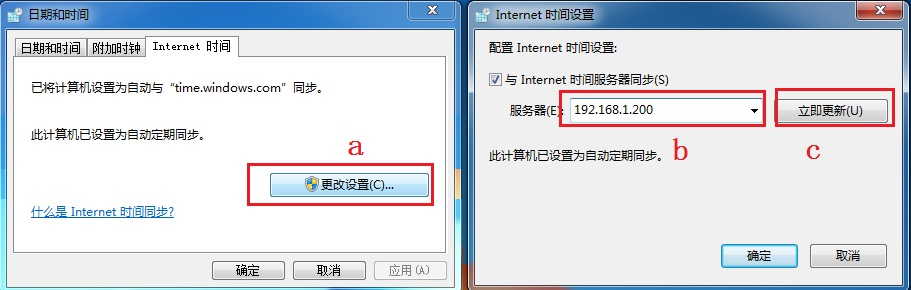 日期和时间
日期和时间 附加时钟 Internet 时间
已将计算机设置为自动与“time.windows.com”同步。
此计算机已设置为自动定期同步。
a
更改设置(C)...
什么是 Internet 时间同步?
确定 取消 应用(A)
Internet 时间设置
配置 Internet 时间设置:
与 Internet 时间服务器同步(S)
服务器(E): 192.168.1.200 立即更新(U)
b c
此计算机已设置为自动定期同步。
确定 取消